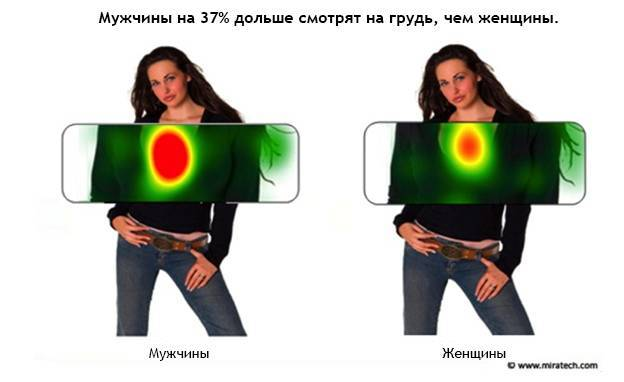 Мужчины на 37% дольше смотрят на грудь, чем женщины.
Мужчины
Женщины
© www.miratech.com